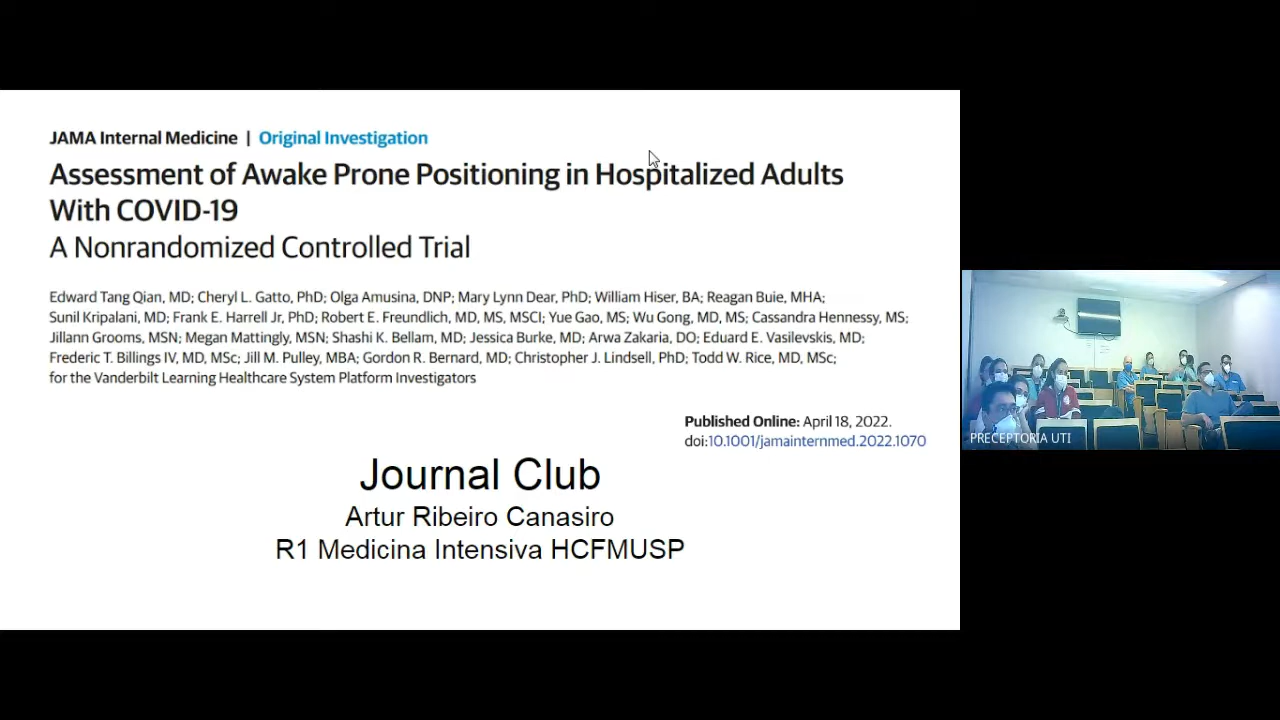 JAMA Internal Medicine | Original Investigation
Assessment of Awake Prone Positioning in Hospitalized Adults
With COVID-19
A Nonrandomized Controlled Trial
Edward Tang Qian, MD; Cheryl L. Gatto, PhD; Olga Amusina, DNP; Mary Lynn Dear, PhD; William Hiser, BA; Reagan Buie, MHA;
Sunil Kripalani, MD; Frank E. Harrell Jr, PhD; Robert E. Freundlich, MD, MS, MSCI; Yue Gao, MS; Wu Gong, MD, MS; Cassandra Hennessy, MS;
Jillann Grooms, MSN; Megan Mattingly, MSN; Shashi K. Bellam, MD; Jessica Burke, MD; Arwa Zakaria, DO; Eduard E. Vasilevskis, MD;
Frederic T. Billings IV, MD, MSc; Jill M. Pulley, MBA; Gordon R. Bernard, MD; Christopher J. Lindsell, PhD; Todd W. Rice, MD, MSc;
for the Vanderbilt Learning Healthcare System Platform Investigators
Published Online: April 18, 2022.
doi:10.1001/jamainternmed.2022.1070
Journal Club
Artur Ribeiro Canasiro
R1 Medicina Intensiva HCFMUSP
PRECEPTORIA UTI